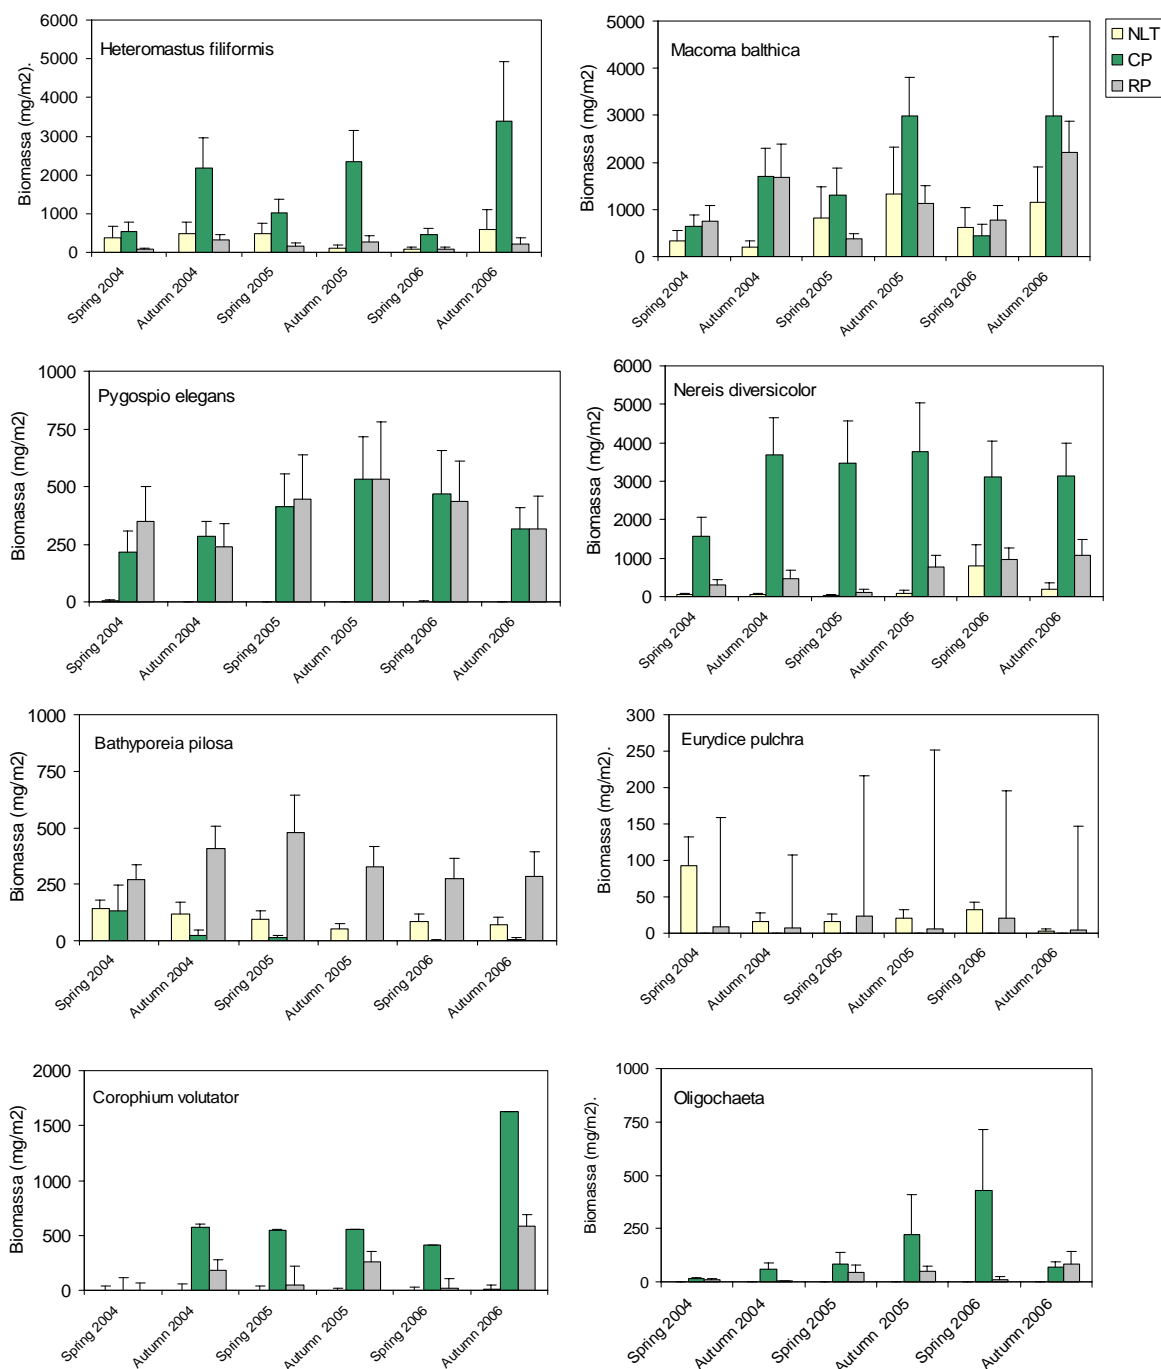 Heteromastus filiformis
Biomassa (mg/m2).
6000
5000
4000
3000
2000
1000
0
Spring 2004
Autumn 2004
Spring 2005
Autumn 2005
Spring 2006
Autumn 2006
Macoma balthica
Biomassa (mg/m2)
5000
4000
3000
2000
1000
0
Spring 2004
Autumn 2004
Spring 2005
Autumn 2005
Spring 2006
Autumn 2006
NLT
CP
RP
Pygospio elegans
Biomassa (mg/m2)
1000
750
500
250
0
Spring 2004
Autumn 2004
Spring 2005
Autumn 2005
Spring 2006
Autumn 2006
Nereis diversicolor
Biomassa (mg/m2)
6000
5000
4000
3000
2000
1000
0
Spring 2004
Autumn 2004
Spring 2005
Autumn 2005
Spring 2006
Autumn 2006
Bathyporeia pilosa
Biomassa (mg/m2)
1000
750
500
250
0
Spring 2004
Autumn 2004
Spring 2005
Autumn 2005
Spring 2006
Autumn 2006
Eurydice pulchra
Biomassa (mg/m2).
300
250
200
150
100
50
0
Spring 2004
Autumn 2004
Spring 2005
Autumn 2005
Spring 2006
Autumn 2006
Corophium volutator
Biomassa (mg/m2)
2000
1500
1000
500
0
Spring 2004
Autumn 2004
Spring 2005
Autumn 2005
Spring 2006
Autumn 2006
Oligochaeta
Biomassa (mg/m2).
1000
750
500
250
0
Spring 2004
Autumn 2004
Spring 2005
Autumn 2005
Spring 2006
Autumn 2006